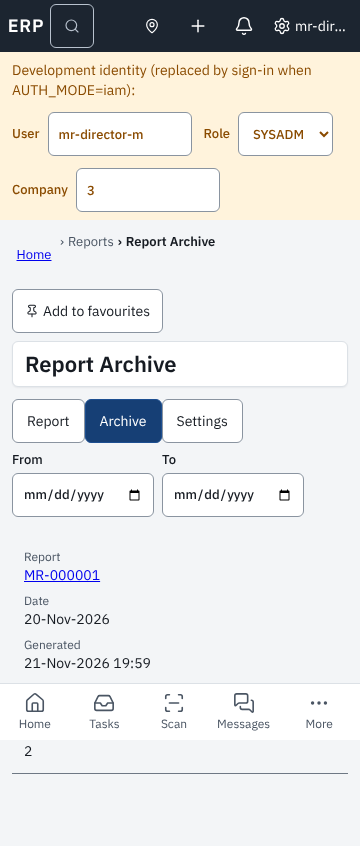 ERP
mr-dir...
Development identity (replaced by sign-in when
AUTH_MODE=iam):
User
mr-director-m
Role
SYSADM
Company
3
› Reports › Report Archive
Home
Add to favourites
Report Archive
Report
Archive
Settings
From
To
mm/dd/yyyy
mm/dd/yyyy
Report
MR-000001
Date
20-Nov-2026
Generated
21-Nov-2026 19:59
Home
Tasks
Scan
Messages
More
2